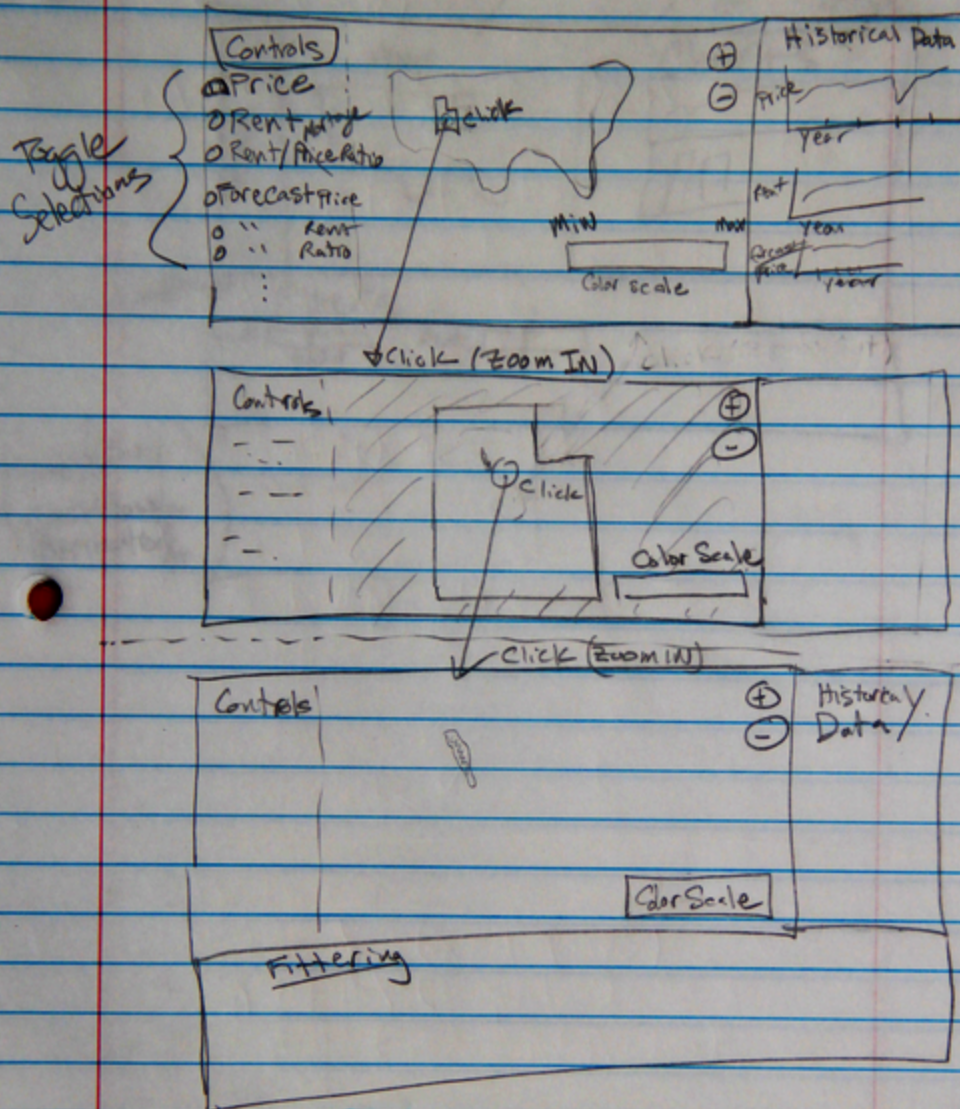 Controls
Historical Data
Price
Rent
Rent/Price Ratio
Forecast Price
" Rent
" Ratio
Toggle
Selections
Click
+
-
MIN
max
Color scale
Price
Year
Rent
Year
Forecast
Price
Year
Click (Zoom IN)
Controls
+
-
Click
Color Scale
Click (Zoom IN)
Controls
+
-
Historical
Data
Color Scale
Filtering